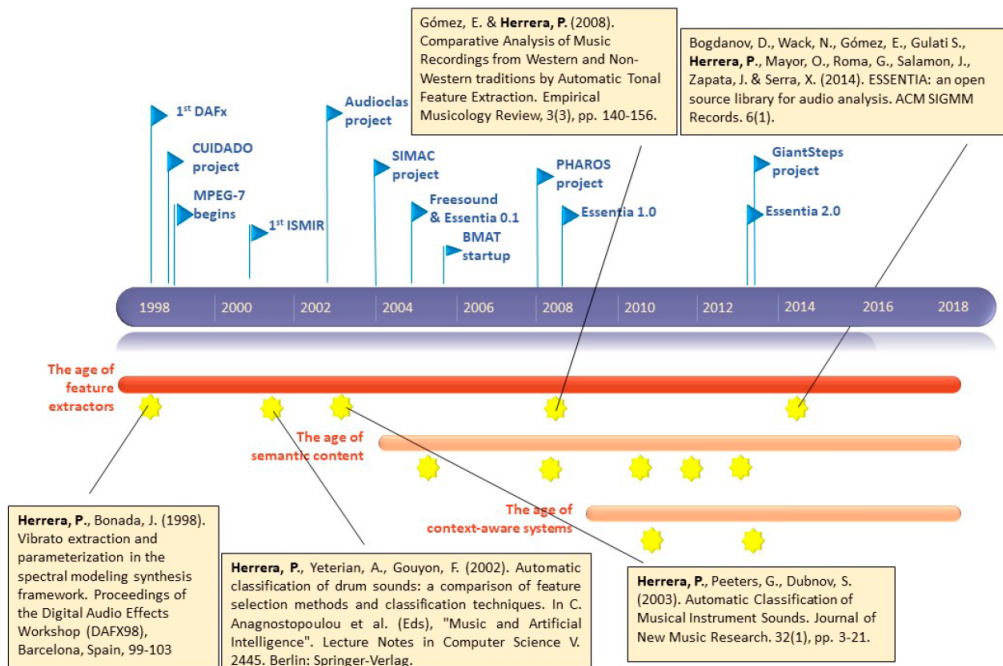 Gómez, E. & Herrera, P. (2008).
Comparative Analysis of Music
Recordings from Western and Non-
Western traditions by Automatic Tonal
Feature Extraction. Empirical
Musicology Review, 3(3), pp. 140-156.
Bogdanov, D., Wack, N., Gómez, E., Gulati S.,
Herrera, P., Mayor, O., Roma, G., Salamon, J.,
Zapata, J. & Serra, X. (2014). ESSENTIA: an open
source library for audio analysis. ACM SIGMM
Records. 6(1).
1st DAFx
CUIDADO
project
MPEG-7
begins
1st ISMIR
Audioclas
project
SIMAC
project
Freesound
& Essentia 0.1
BMAT
startup
PHAROS
project
Essentia 1.0
GiantSteps
project
Essentia 2.0
1998 2000 2002 2004 2006 2008 2010 2012 2014 2016 2018
The age of
feature
extractors
The age of
semantic content
The age of
context-aware systems
Herrera, P., Bonada, J. (1998).
Vibrato extraction and
parameterization in the
spectral modeling synthesis
framework. Proceedings of
the Digital Audio Effects
Workshop (DAFX98),
Barcelona, Spain, 99-103
Herrera, P., Yeterian, A., Gouyon, F. (2002). Automatic
classification of drum sounds: a comparison of feature
selection methods and classification techniques. In C.
Anagnostopoulou et al. (Eds), "Music and Artificial
Intelligence". Lecture Notes in Computer Science V.
2445. Berlin: Springer-Verlag.
Herrera, P., Peeters, G., Dubnov, S.
(2003). Automatic Classification of
Musical Instrument Sounds. Journal of
New Music Research. 32(1), pp. 3-21.